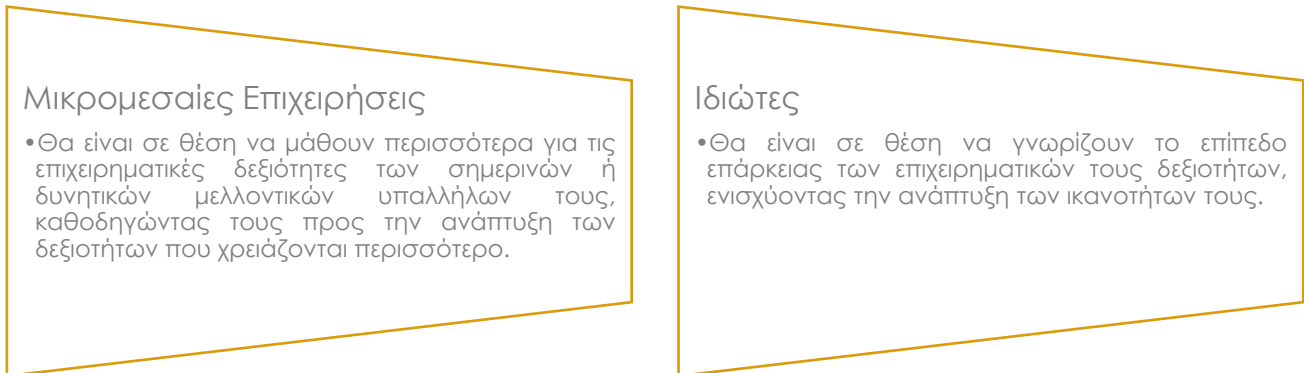 Μικρομεσαίες Επιχειρήσεις
•Θα είναι σε θέση να μάθουν περισσότερα για τις
επιχειρηματικές δεξιότητες των σημερινών ή
δυνητικών μελλοντικών υπαλλήλων τους,
καθοδηγώντας τους προς την ανάπτυξη των
δεξιοτήτων που χρειάζονται περισσότερο.
Ιδιώτες
•Θα είναι σε θέση να γνωρίζουν το επίπεδο
επάρκειας των επιχειρηματικών τους δεξιοτήτων,
ενισχύοντας την ανάπτυξη των ικανοτήτων τους.